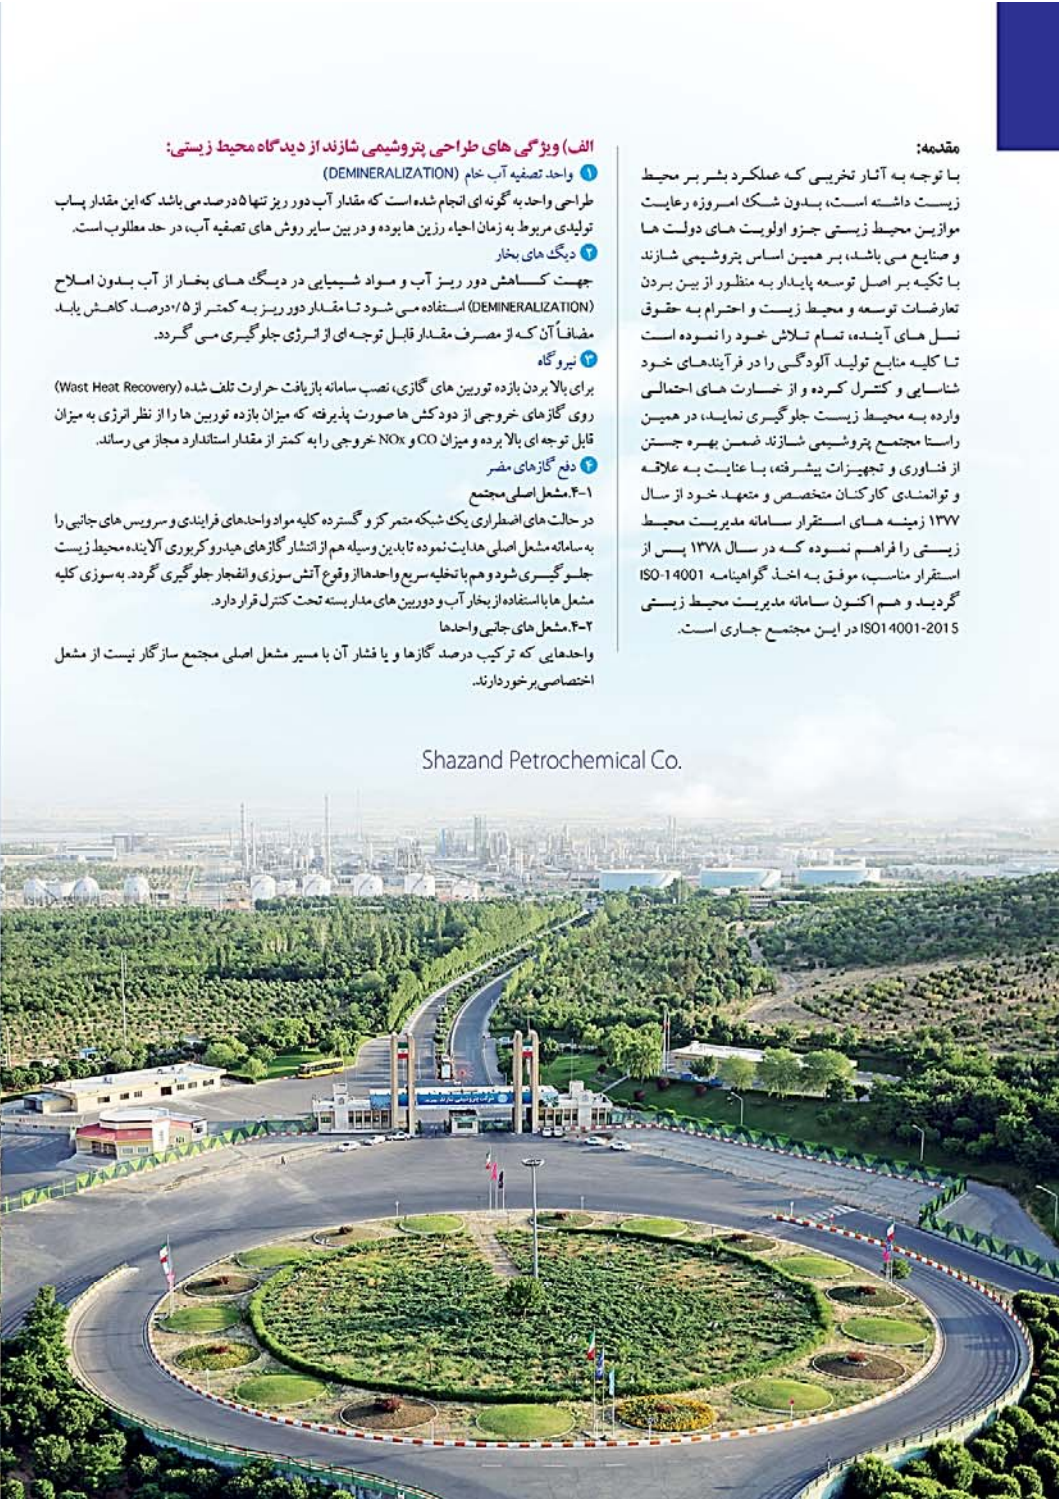 مقدمه:
با توجه به آثار تخریبی که عملکرد بشر بر محیط
زیست داشته است، بدون شک امروزه رعایت
موازین محیط زیستی جزو اولویت های دولت ها
و صنایع می باشد، بر همین اساس پتروشیمی شازند
با تکیه بر اصل توسعه پایدار به منظور از بین بردن
تعارضات توسعه و محیط زیست و احترام به حقوق
نسل های آینده، تمام تلاش خود را نموده است
تا کلیه منابع تولید آلودگی را در فرآیندهای خود
شناسایی و کنترل کرده و از خسارت های احتمالی
وارده به محیط زیست جلوگیری نماید، در همین
راستا مجتمع پتروشیمی شازند ضمن بهره جستن
از فناوری و تجهیزات پیشرفته، با عنایت به علاقه
و توانمندی کارکنان متخصص و متعهد خود از سال
۱۳۷۷ زمینه های استقرار سامانه مدیریت محیط
زیستی را فراهم نموده که در سال ۱۳۷۸ پس از
استقرار مناسب، موفق به اخذ گواهینامه ISO-14001
گردید و هم اکنون سامانه مدیریت محیط زیستی
ISO14001-2015 در این مجتمع جاری است.
الف) ویژگی های طراحی پتروشیمی شازند از دیدگاه محیط زیستی:
۱ واحد تصفیه آب خام (DEMINERALIZATION)
طراحی واحد به گونه ای انجام شده است که مقدار آب دور ریز تنها ۵ درصد می باشد که این مقدار پساب
تولیدی مربوط به زمان احیاء رزین ها بوده و در بین سایر روش های تصفیه آب، در حد مطلوب است.
۲ دیگ های بخار
جهت کاهش دور ریز آب و مواد شیمیایی در دیگ های بخار از آب بدون املاح
(DEMINERALIZATION) استفاده می شود تا مقدار دور ریز به کمتر از ۰/۵درصد کاهش یابد
مضافاً آن که از مصرف مقدار قابل توجه ای از انرژی جلوگیری می گردد.
۳ نیروگاه
برای بالا بردن بازده توربین های گازی، نصب سامانه بازیافت حرارت تلف شده (Wast Heat Recovery)
روی گازهای خروجی از دودکش ها صورت پذیرفته که میزان بازده توربین ها را از نظر انرژی به میزان
قابل توجه ای بالا برده و میزان CO و NOx خروجی را به کمتر از مقدار استاندارد مجاز می رساند.
۴ دفع گازهای مضر
۴-۱.مشعل اصلی مجتمع
در حالت های اضطراری یک شبکه متمرکز و گسترده کلیه مواد واحدهای فرایندی و سرویس های جانبی را
به سامانه مشعل اصلی هدایت نموده تا بدین وسیله هم از انتشار گازهای هیدروکربوری آلاینده محیط زیست
جلوگیری شود و هم با تخلیه سریع واحدها از وقوع آتش سوزی و انفجار جلوگیری گردد. به سوزی کلیه
مشعل ها با استفاده از بخار آب و دوربین های مداربسته تحت کنترل قرار دارد.
۴-۲.مشعل های جانبی واحدها
واحدهایی که ترکیب درصد گازها و یا فشار آن با مسیر مشعل اصلی مجتمع سازگار نیست از مشعل
اختصاصی برخوردارند.
Shazand Petrochemical Co.
شرکت پتروشیمی شازند